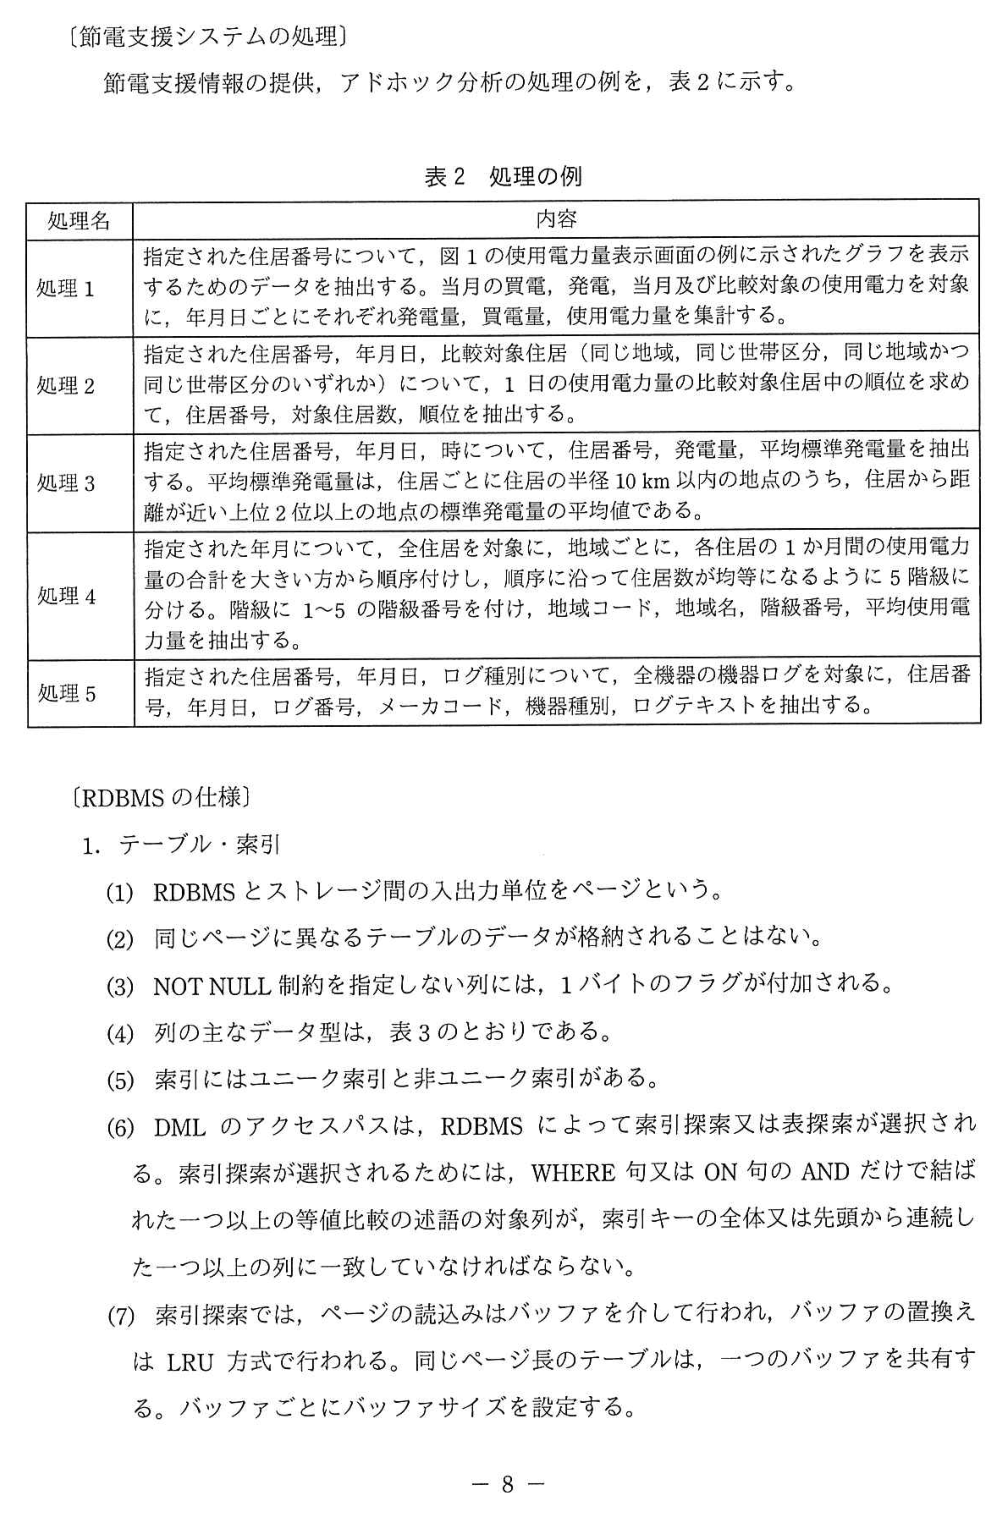 〔節電支援システムの処理〕
節電支援情報の提供，アドホック分析の処理の例を，表2に示す。
表2　処理の例
処理名
内容
処理1
指定された住居番号について，図1の使用電力量表示画面の例に示されたグラフを表示
するためのデータを抽出する。当月の買電，発電，当月及び比較対象の使用電力を対象
に，年月日ごとにそれぞれ発電量，買電量，使用電力量を集計する。
処理2
指定された住居番号，年月日，比較対象住居（同じ地域，同じ世帯区分，同じ地域かつ
同じ世帯区分のいずれか）について，1日の使用電力量の比較対象住居中の順位を求め
て，住居番号，対象住居数，順位を抽出する。
処理3
指定された住居番号，年月日，時について，住居番号，発電量，平均標準発電量を抽出
する。平均標準発電量は，住居ごとに住居の半径10 km以内の地点のうち，住居から距
離が近い上位2位以上の地点の標準発電量の平均値である。
処理4
指定された年月について，全住居を対象に，地域ごとに，各住居の1か月間の使用電力
量の合計を大きい方から順序付けし，順序に沿って住居数が均等になるように5階級に
分ける。階級に 1～5 の階級番号を付け，地域コード，地域名，階級番号，平均使用電
力量を抽出する。
処理5
指定された住居番号，年月日，ログ種別について，全機器の機器ログを対象に，住居番
号，年月日，ログ番号，メーカコード，機器種別，ログテキストを抽出する。
〔RDBMSの仕様〕
1. テーブル・索引
(1) RDBMSとストレージ間の入出力単位をページという。
(2) 同じページに異なるテーブルのデータが格納されることはない。
(3) NOT NULL制約を指定しない列には，1バイトのフラグが付加される。
(4) 列の主なデータ型は，表3のとおりである。
(5) 索引にはユニーク索引と非ユニーク索引がある。
(6) DML のアクセスパスは，RDBMS によって索引探索又は表探索が選択され
る。索引探索が選択されるためには，WHERE 句又は ON 句の AND だけで結ば
れた一つ以上の等値比較の述語の対象列が，索引キーの全体又は先頭から連続し
た一つ以上の列に一致していなければならない。
(7) 索引探索では，ページの読込みはバッファを介して行われ，バッファの置換え
は LRU 方式で行われる。同じページ長のテーブルは，一つのバッファを共有す
る。バッファごとにバッファサイズを設定する。
－ 8 －